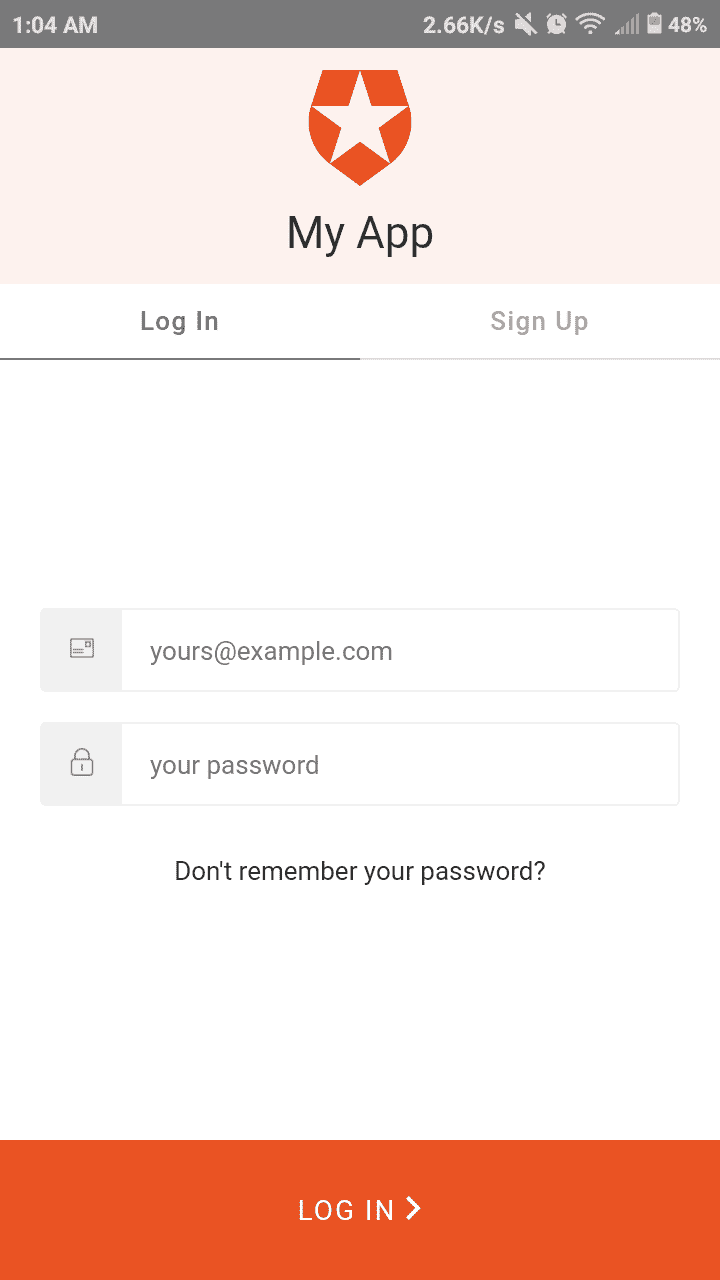 1:04 AM 2.66K/s 48%
My App
Log In Sign Up
yours@example.com
your password
Don't remember your password?
LOG IN